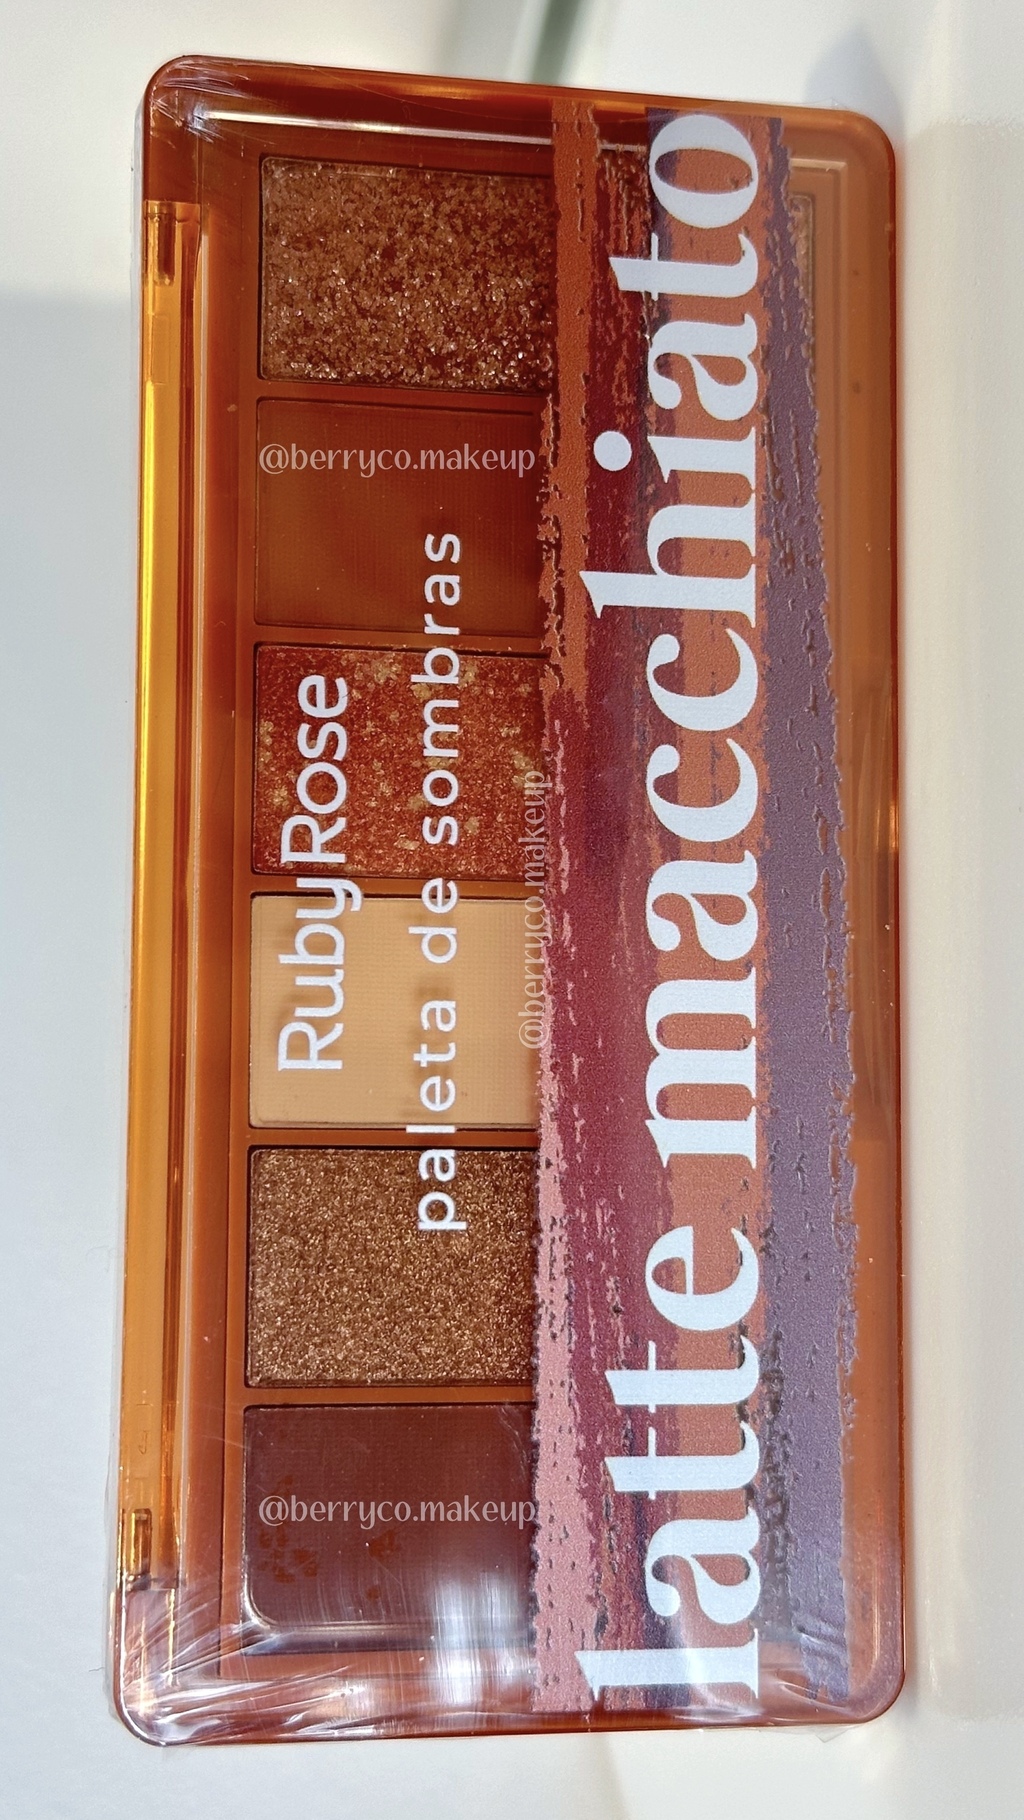 RubyRose
paleta de sombras
latte macchiato
@berryco.makeup
@berryco.makeup
@berryco.makeup